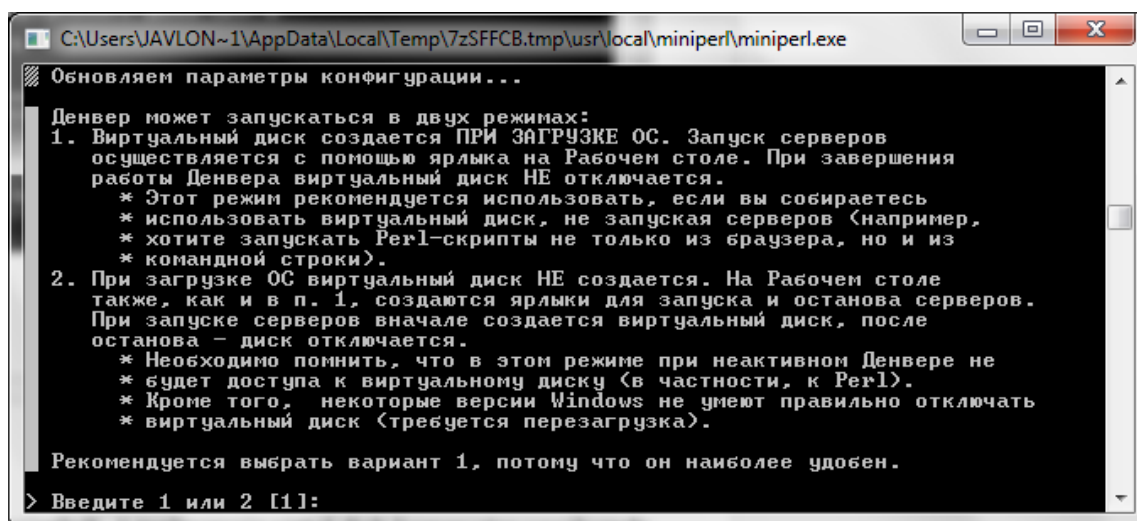 C:\Users\JAVLON~1\AppData\Local\Temp\7zSFFCB.tmp\usr\local\miniperl\miniperl.exe
Обновляем параметры конфигурации...
Денвер может запускаться в двух режимах:
1. Виртуальный диск создается ПРИ ЗАГРУЗКЕ ОС. Запуск серверов
осуществляется с помощью ярлыка на Рабочем столе. При завершения
работы Денвера виртуальный диск НЕ отключается.
* Этот режим рекомендуется использовать, если вы собираетесь
* использовать виртуальный диск, не запуская серверов (например,
* хотите запускать Perl-скрипты не только из браузера, но и из
* командной строки).
2. При загрузке ОС виртуальный диск НЕ создается. На Рабочем столе
также, как и в п. 1, создаются ярлыки для запуска и останова серверов.
При запуске серверов вначале создается виртуальный диск, после
останова - диск отключается.
* Необходимо помнить, что в этом режиме при неактивном Денвере не
* будет доступа к виртуальному диску (в частности, к Perl).
* Кроме того,  некоторые версии Windows не умеют правильно отключать
* виртуальный диск (требуется перезагрузка).
Рекомендуется выбрать вариант 1, потому что он наиболее удобен.
> Введите 1 или 2 [1]: